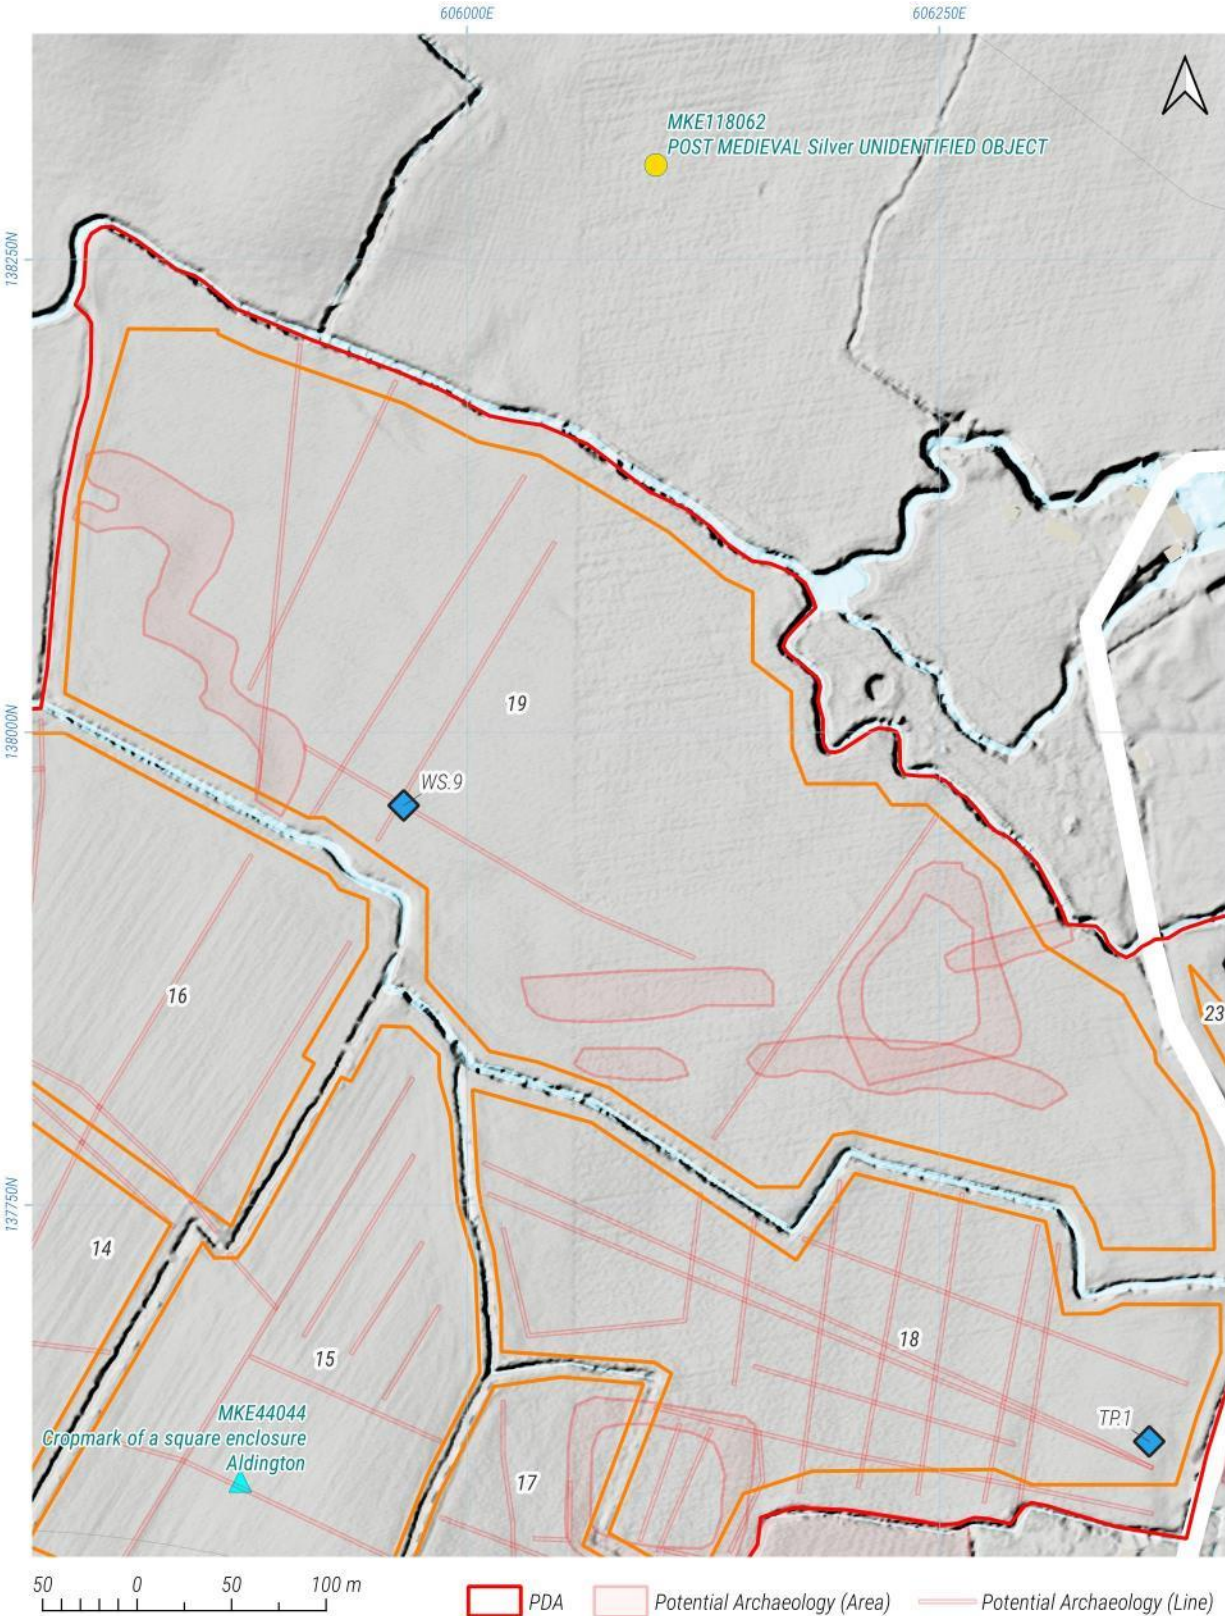 606000E
606250E
MKE118062
POST MEDIEVAL Silver UNIDENTIFIED OBJECT
138250N
19
138000N
WS.9
16
23
137750N
14
18
15
MKE44044
Cropmark of a square enclosure
Aldington
TP.1
17
50 0 50 100 m
PDA
Potential Archaeology (Area)
Potential Archaeology (Line)